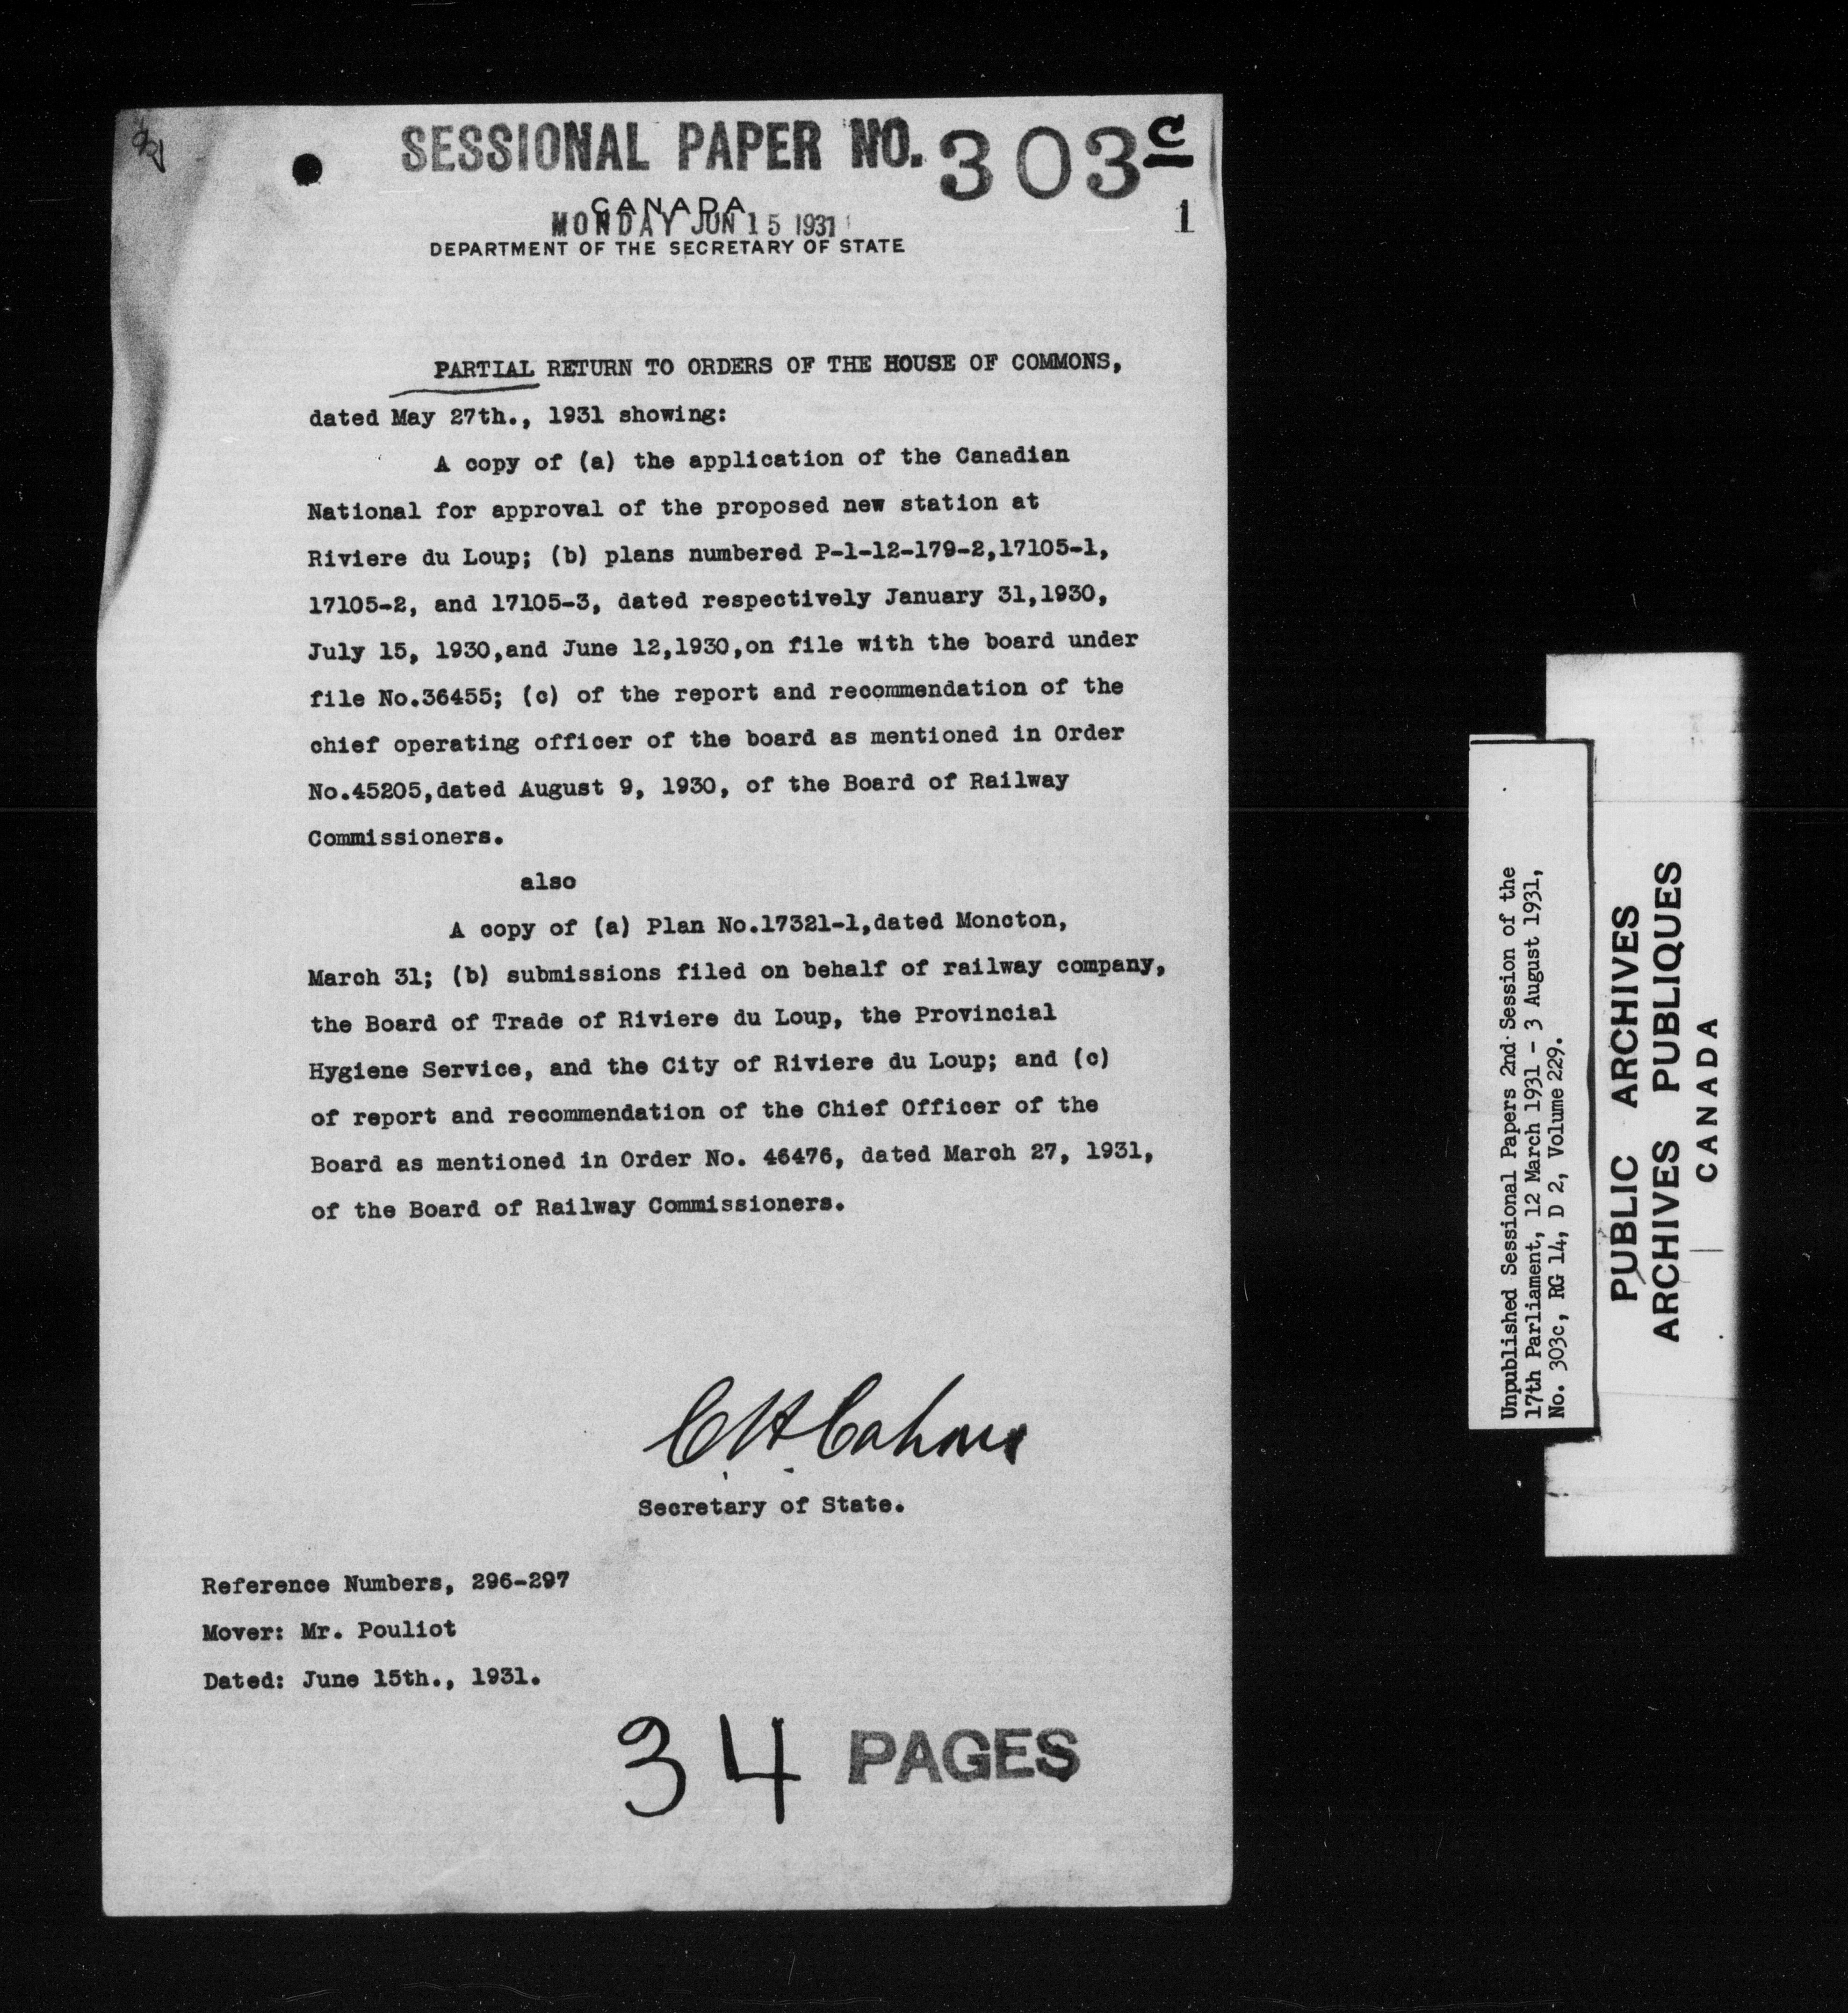 SESSIONAL PAPER NO. 303c
1
CANADA
MONDAY JUN 15 1931
DEPARTMENT OF THE SECRETARY OF STATE
PARTIAL RETURN TO ORDERS OF THE HOUSE OF COMMONS,
dated May 27th., 1931 showing:
A copy of (a) the application of the Canadian
National for approval of the proposed new station at
Riviere du Loup; (b) plans numbered P-1-12-179-2,17105-1,
17105-2, and 17105-3, dated respectively January 31,1930,
July 15, 1930,and June 12,1930,on file with the board under
file No.36455; (c) of the report and recommendation of the
chief operating officer of the board as mentioned in Order
No.45205,dated August 9, 1930, of the Board of Railway
Commissioners.
also
A copy of (a) Plan No.17321-1,dated Moncton,
March 31; (b) submissions filed on behalf of railway company,
the Board of Trade of Riviere du Loup, the Provincial
Hygiene Service, and the City of Riviere du Loup; and (c)
of report and recommendation of the Chief Officer of the
Board as mentioned in Order No. 46476, dated March 27, 1931,
of the Board of Railway Commissioners.
C.H. Cahan
Secretary of State.
Reference Numbers, 296-297
Mover: Mr. Pouliot
Dated: June 15th., 1931.
34 PAGES
Unpublished Sessional Papers 2nd Session of the
17th Parliament, 12 March 1931 - 3 August 1931,
No. 303c, RG 14, D 2, Volume 229.
PUBLIC ARCHIVES
ARCHIVES PUBLIQUES
CANADA